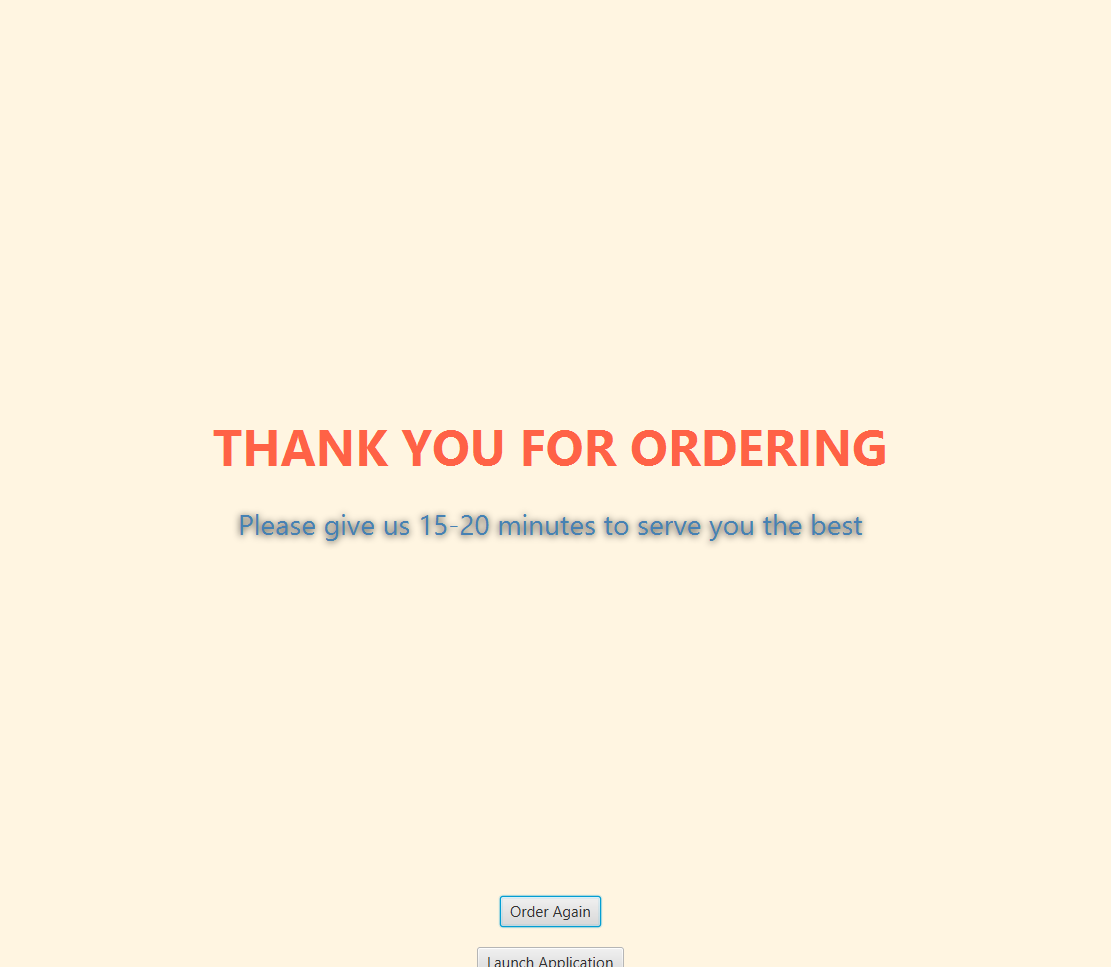 THANK YOU FOR ORDERING
Please give us 15-20 minutes to serve you the best
Order Again
Launch Application